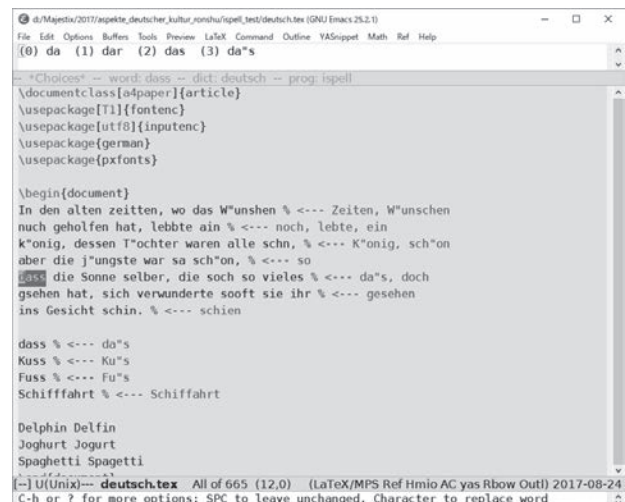 d:/Majestix/2017/aspekte_deutscher_kultur_ronshu/ispell_test/deutsch.tex (GNU Emacs 25.2.1)
File Edit Options Buffers Tools Preview LaTeX Command Outline YASnippet Math Ref Help
(0) da (1) dar (2) das (3) da"s
-- *Choices* -- word: dass -- dict: deutsch -- prog: ispell
\documentclass[a4paper]{article}
\usepackage[T1]{fontenc}
\usepackage[utf8]{inputenc}
\usepackage{german}
\usepackage{pxfonts}
\begin{document}
In den alten zeitten, wo das W"unshen % <--- Zeiten, W"unschen
nuch geholfen hat, lebbte ain % <--- noch, lebte, ein
k"onig, dessen T"ochter waren alle schn, % <--- K"onig, sch"on
aber die j"ungste war sa sch"on, % <--- so
dass die Sonne selber, die soch so vieles % <--- da"s, doch
gsehen hat, sich verwunderte sooft sie ihr % <--- gesehen
ins Gesicht schin. % <--- schien
dass % <--- da"s
Kuss % <--- Ku"s
Fuss % <--- Fu"s
Schifffahrt % <--- Schiffahrt
Delphin Delfin
Joghurt Jogurt
Spaghetti Spagetti
[--] U(Unix)--- deutsch.tex All of 665 (12,0) (LaTeX/MPS Ref Hmio AC yas Rbow Outl) 2017-08-24
C-h or ? for more options; SPC to leave unchanged, Character to replace word